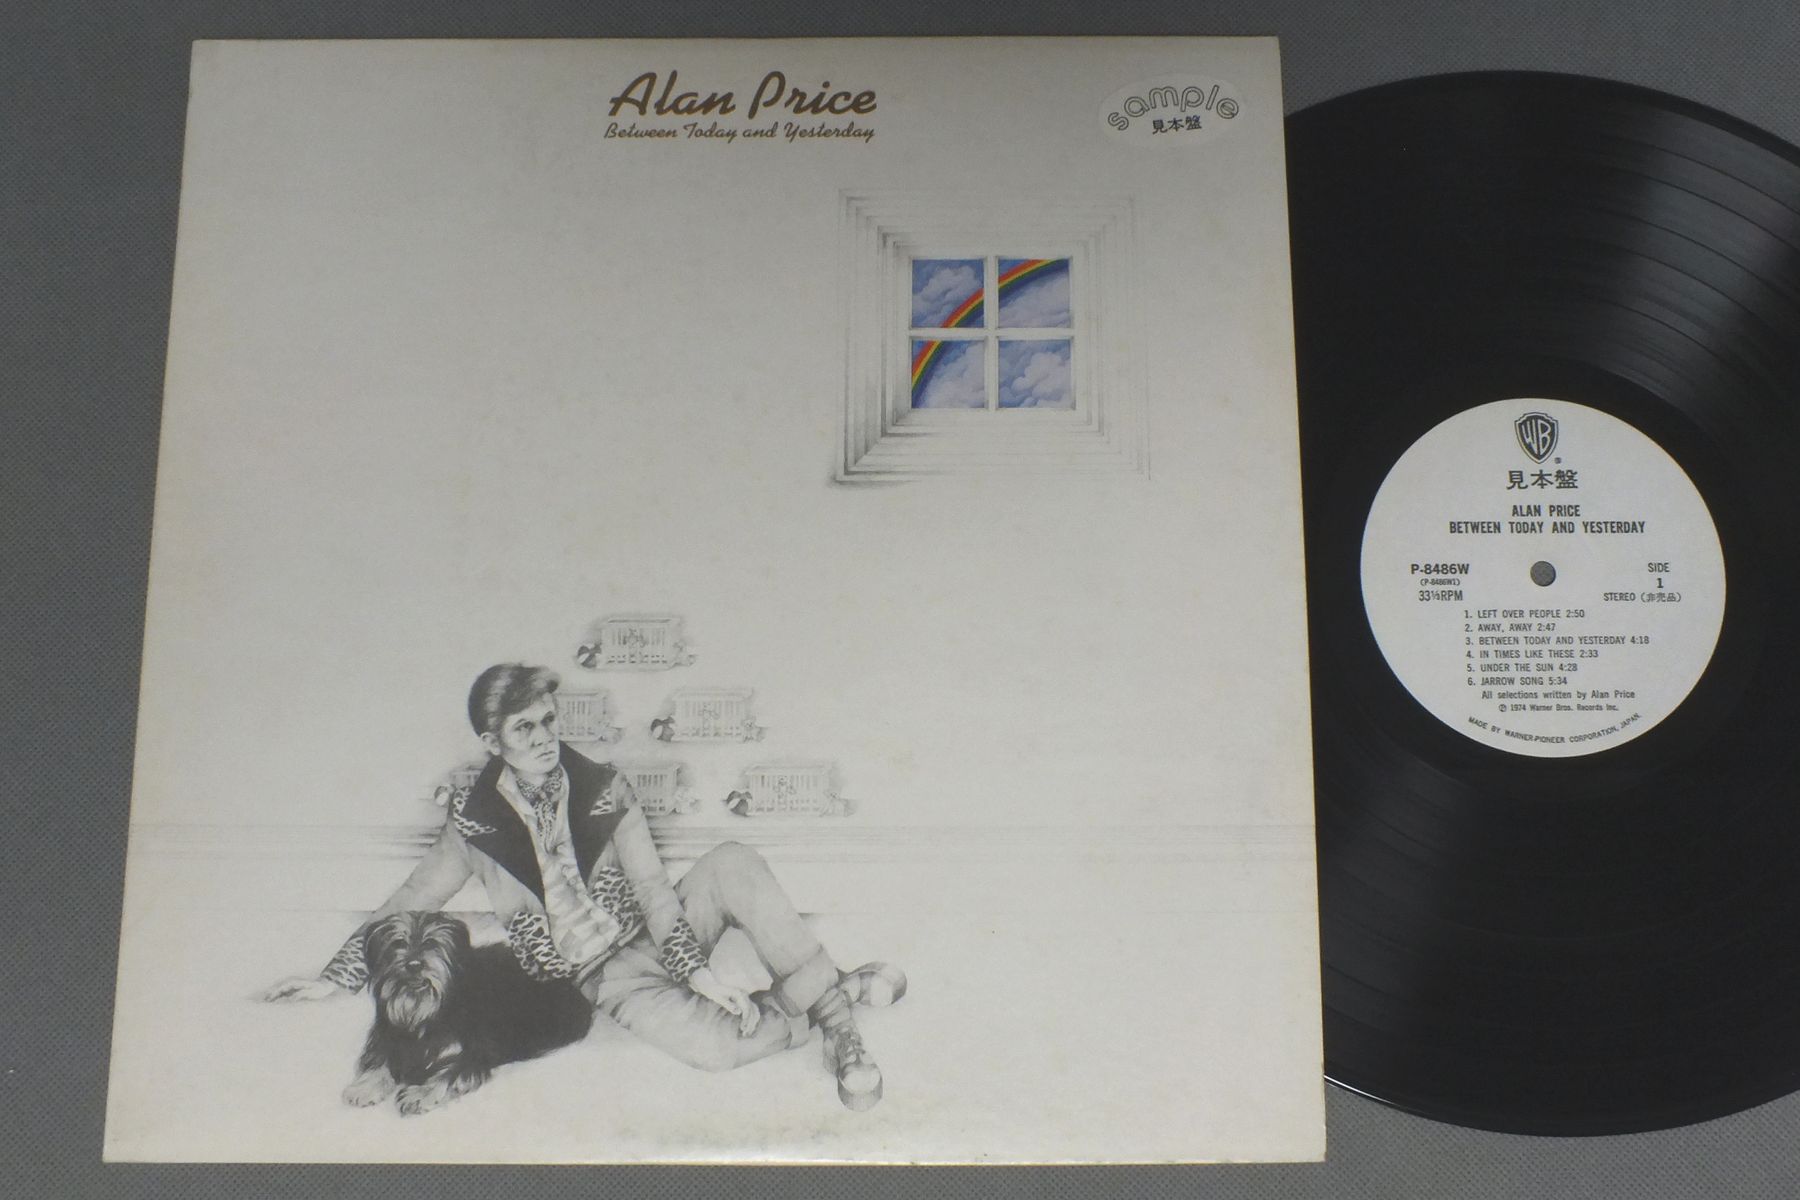 Alan Price
Between Today and Yesterday
sample
見本盤
WB
®
見本盤
ALAN PRICE
BETWEEN TODAY AND YESTERDAY
P-8486W
(P-8486W1)
33⅓RPM
SIDE
1
STEREO (非売品)
1. LEFT OVER PEOPLE 2:50
2. AWAY, AWAY 2:47
3. BETWEEN TODAY AND YESTERDAY 4:18
4. IN TIMES LIKE THESE 2:33
5. UNDER THE SUN 4:28
6. JARROW SONG 5:34
All selections written by Alan Price
℗ 1974 Warner Bros. Records Inc.
MADE BY WARNER-PIONEER CORPORATION, JAPAN.